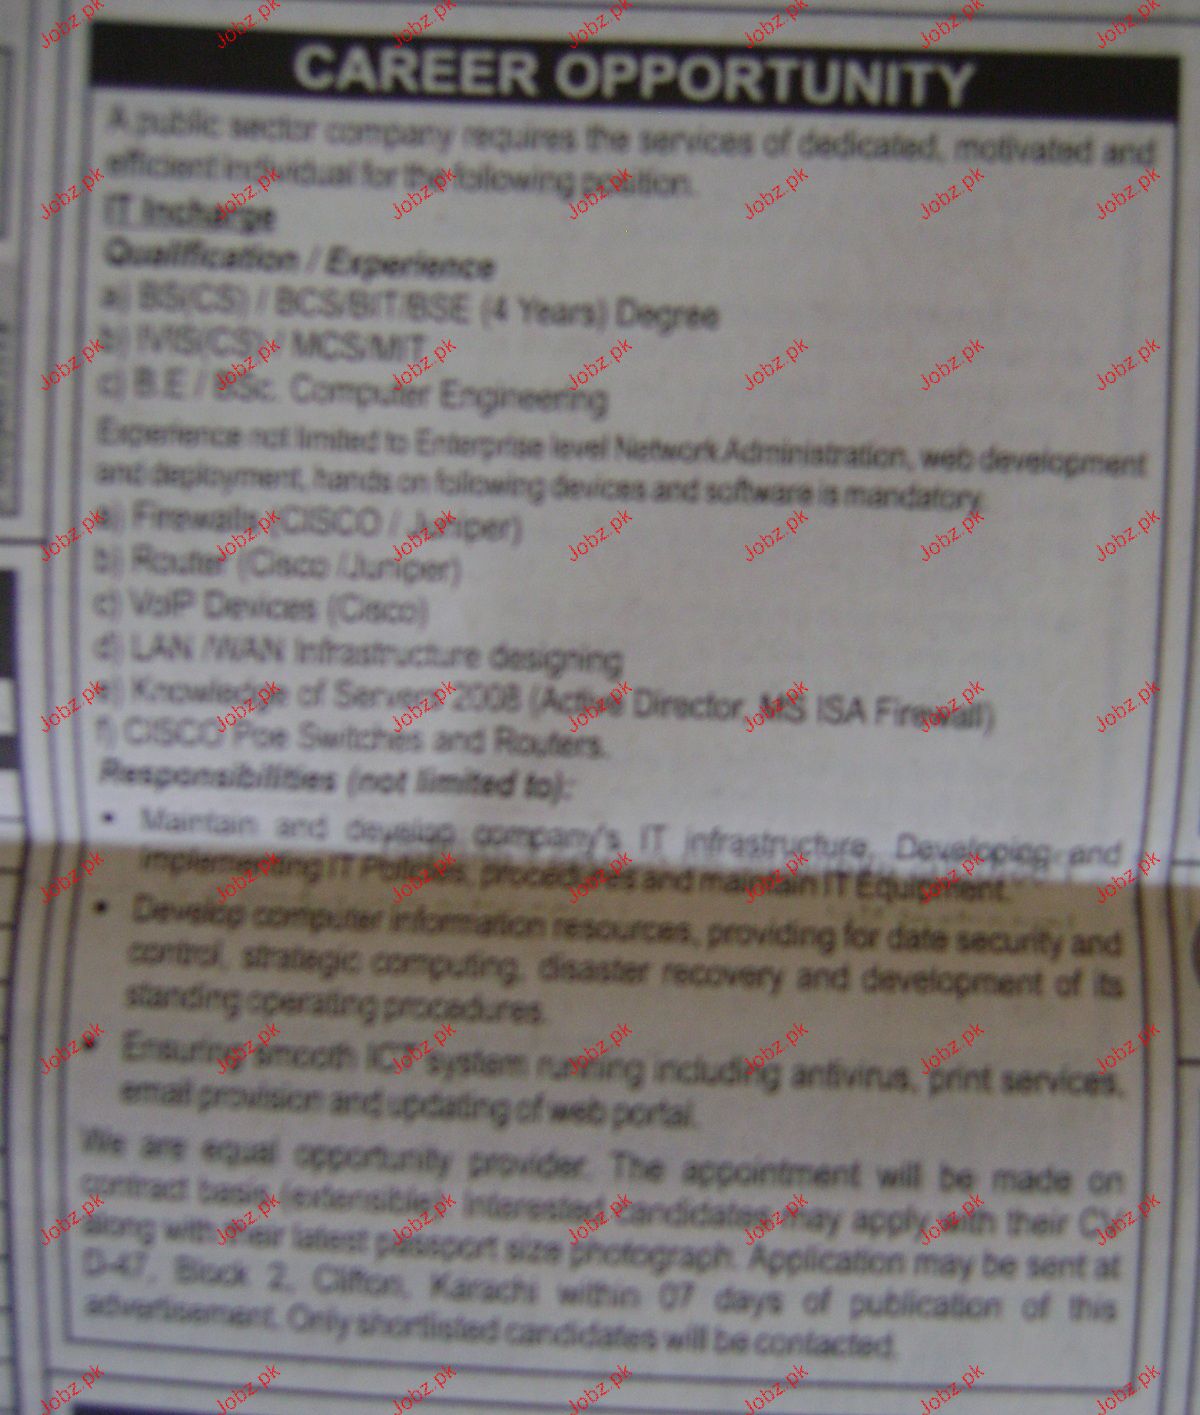 CAREER OPPORTUNITY
A public sector company requires the services of dedicated, motivated and
efficient individual for the following position.
IT Incharge
Qualification / Experience
a) BS(CS) / BCS/BIT/BSE (4 Years) Degree
b) MS(CS) / MCS/MIT
c) B.E / BSc. Computer Engineering
Experience not limited to Enterprise level Network Administration, web development
and deployment, hands on following devices and software is mandatory.
a) Firewalls (CISCO / Juniper)
b) Router (Cisco /Juniper)
c) VoIP Devices (Cisco)
d) LAN /WAN Infrastructure designing
e) Knowledge of Servers 2008 (Active Director, MS ISA Firewall)
f) CISCO Poe Switches and Routers.
Responsibilities (not limited to):
• Maintain and develop company's IT infrastructure, Developing and
implementing IT Policies, procedures and maintain IT Equipment.
• Develop computer information resources, providing for date security and
control, strategic computing, disaster recovery and development of its
standing operating procedures.
• Ensuring smooth ICT system running including antivirus, print services,
email provision and updating of web portal.
We are equal opportunity provider. The appointment will be made on
contract basis (extensible). Interested candidates may apply with their CV
along with their latest passport size photograph. Application may be sent at
D-47, Block 2, Clifton, Karachi within 07 days of publication of this
advertisement. Only shortlisted candidates will be contacted.
Jobz.pk